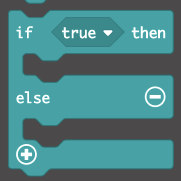 if true then
else